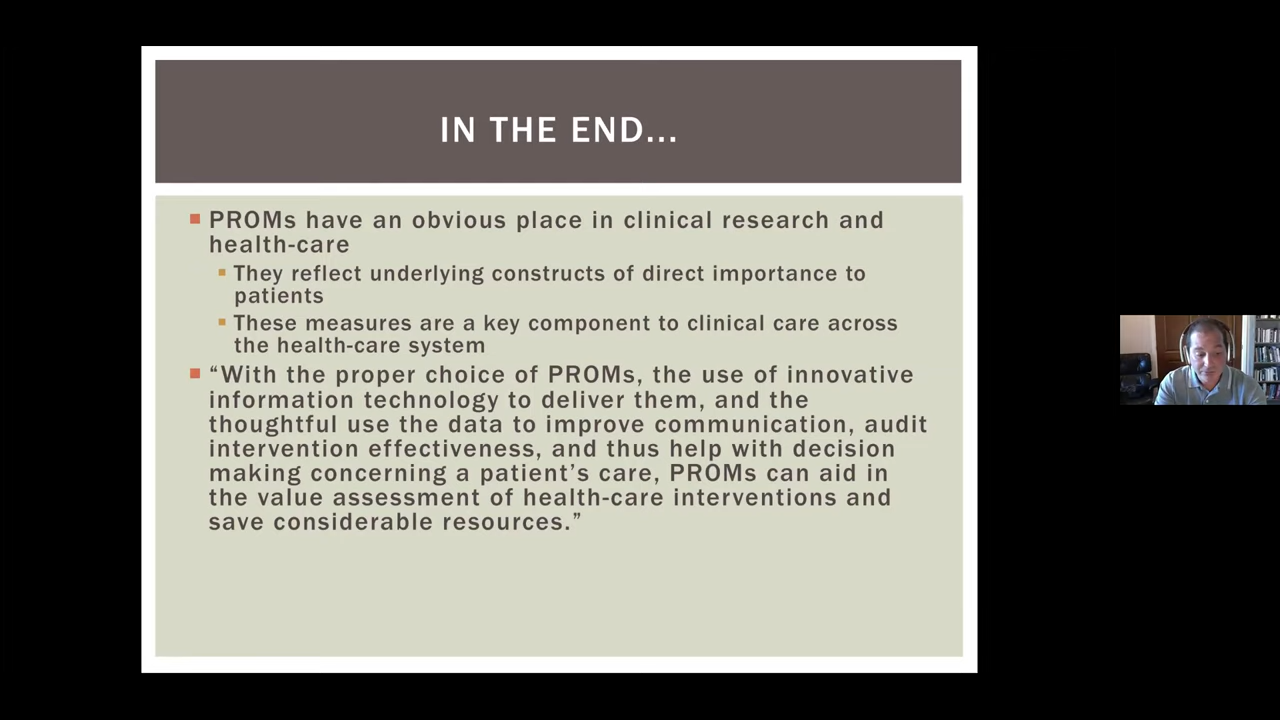 IN THE END...
PROMs have an obvious place in clinical research and
health-care
They reflect underlying constructs of direct importance to
patients
These measures are a key component to clinical care across
the health-care system
“With the proper choice of PROMs, the use of innovative
information technology to deliver them, and the
thoughtful use the data to improve communication, audit
intervention effectiveness, and thus help with decision
making concerning a patient’s care, PROMs can aid in
the value assessment of health-care interventions and
save considerable resources.”